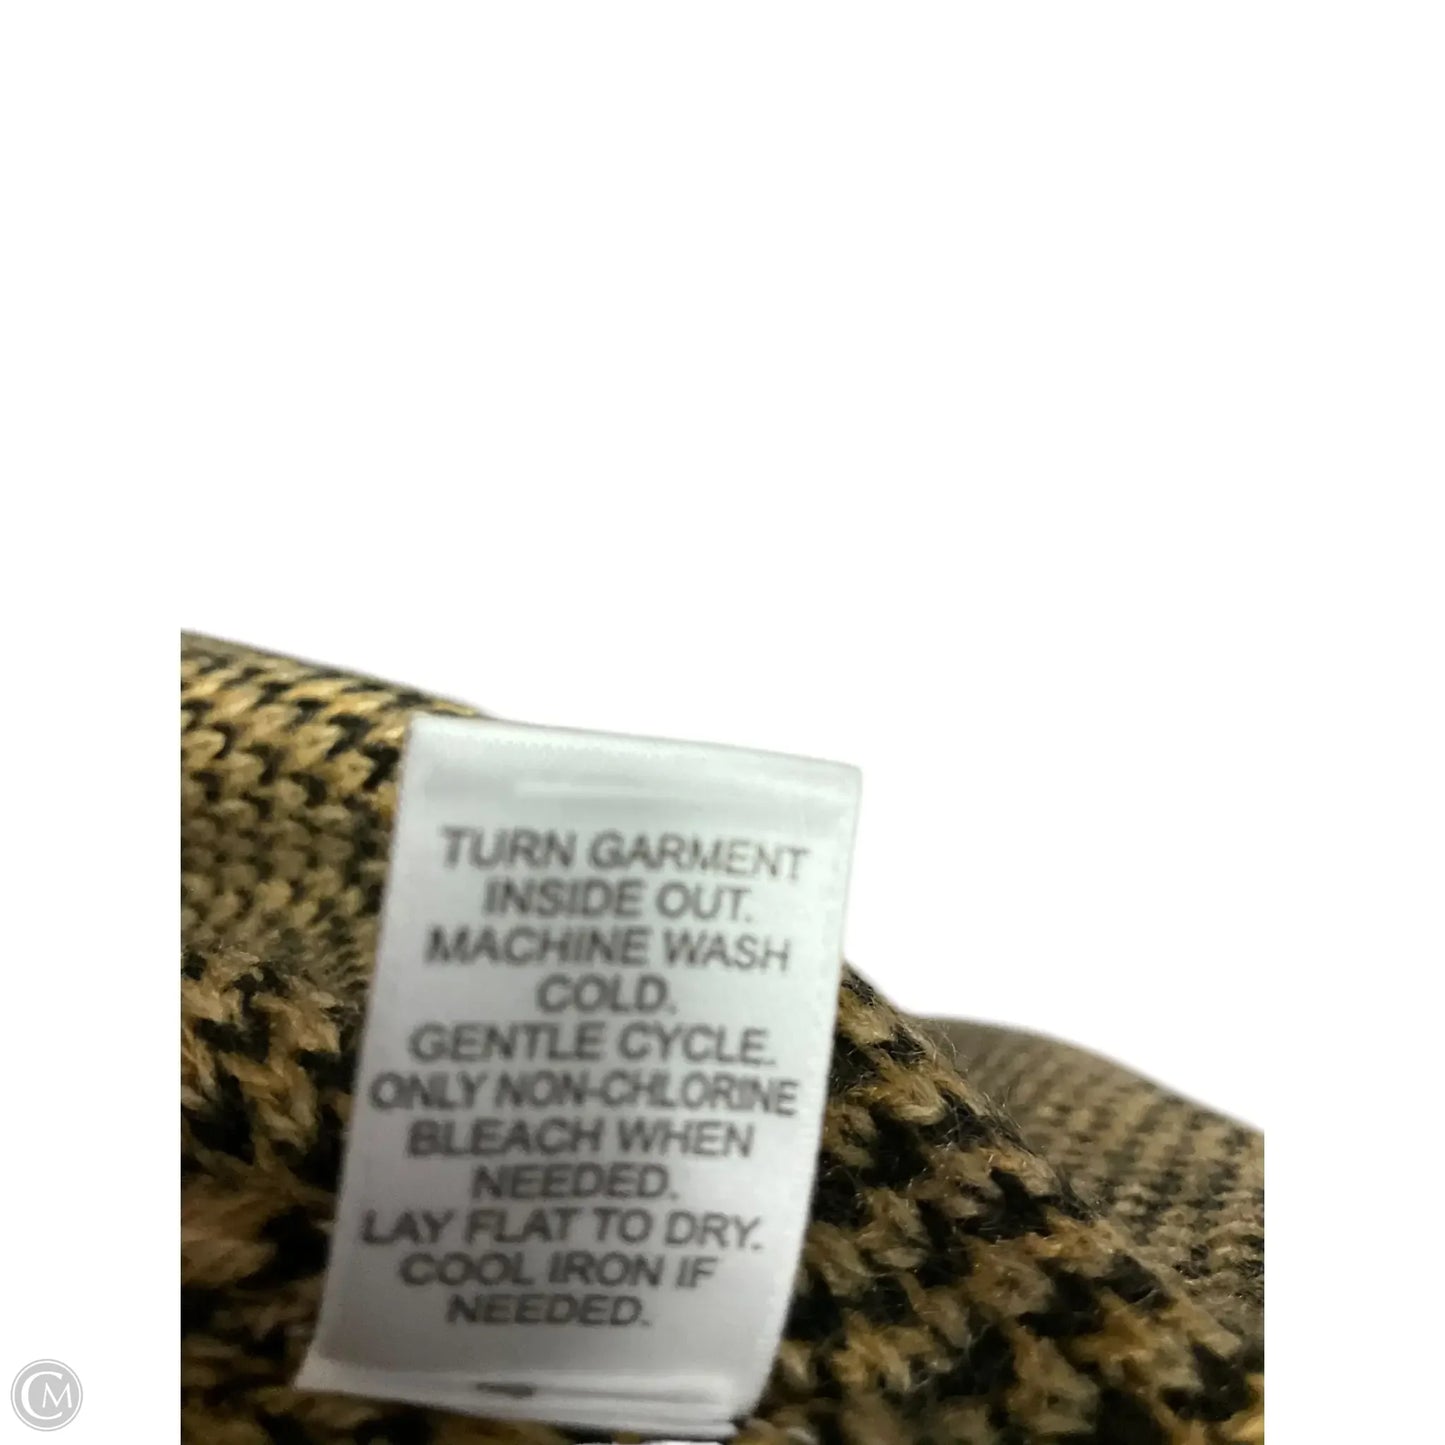 TURN GARMENT
INSIDE OUT.
MACHINE WASH
COLD.
GENTLE CYCLE.
ONLY NON-CHLORINE
BLEACH WHEN
NEEDED.
LAY FLAT TO DRY.
COOL IRON IF
NEEDED.
CM